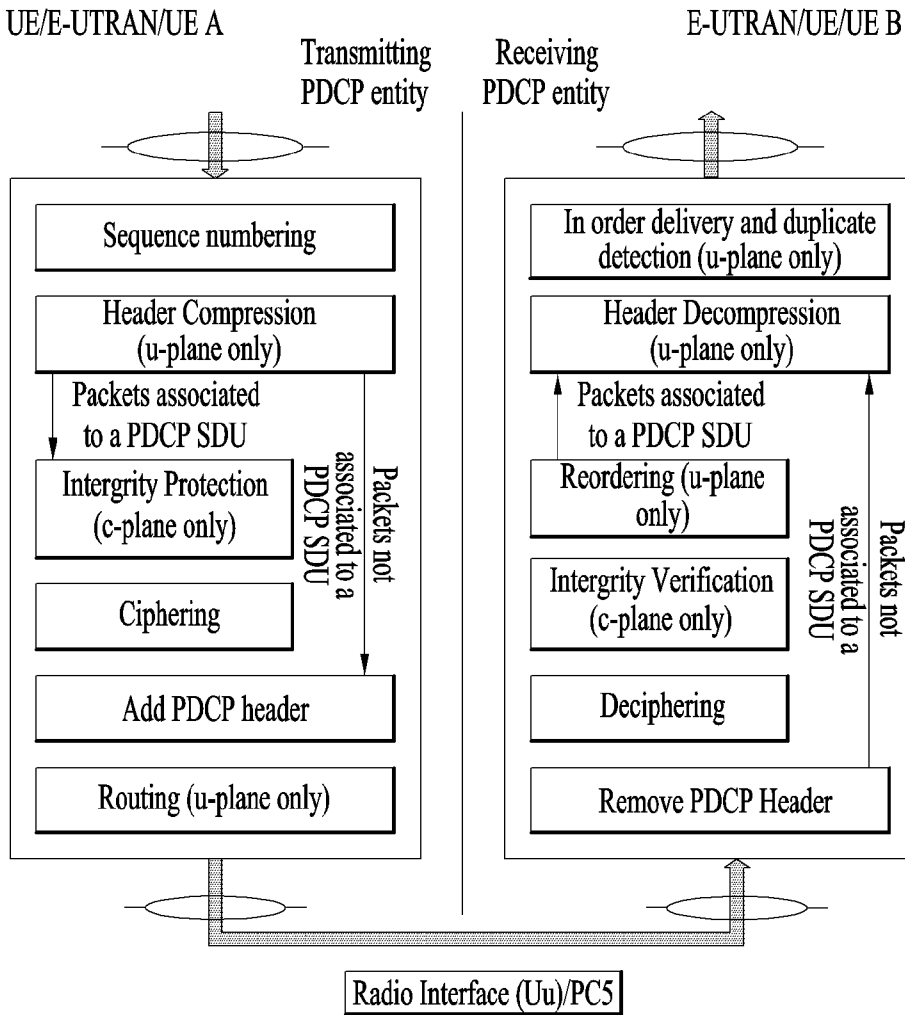 UE/E-UTRAN/UE A
E-UTRAN/UE/UE B
Transmitting
PDCP entity
Receiving
PDCP entity
Sequence numbering
Header Compression
(u-plane only)
Packets associated
to a PDCP SDU
Packets not
associated to a
PDCP SDU
Intergrity Protection
(c-plane only)
Ciphering
Add PDCP header
Routing (u-plane only)
In order delivery and duplicate
detection (u-plane only)
Header Decompression
(u-plane only)
Packets associated
to a PDCP SDU
Reordering (u-plane
only)
Packets not
associated to a
PDCP SDU
Intergrity Verification
(c-plane only)
Deciphering
Remove PDCP Header
Radio Interface (Uu)/PC5